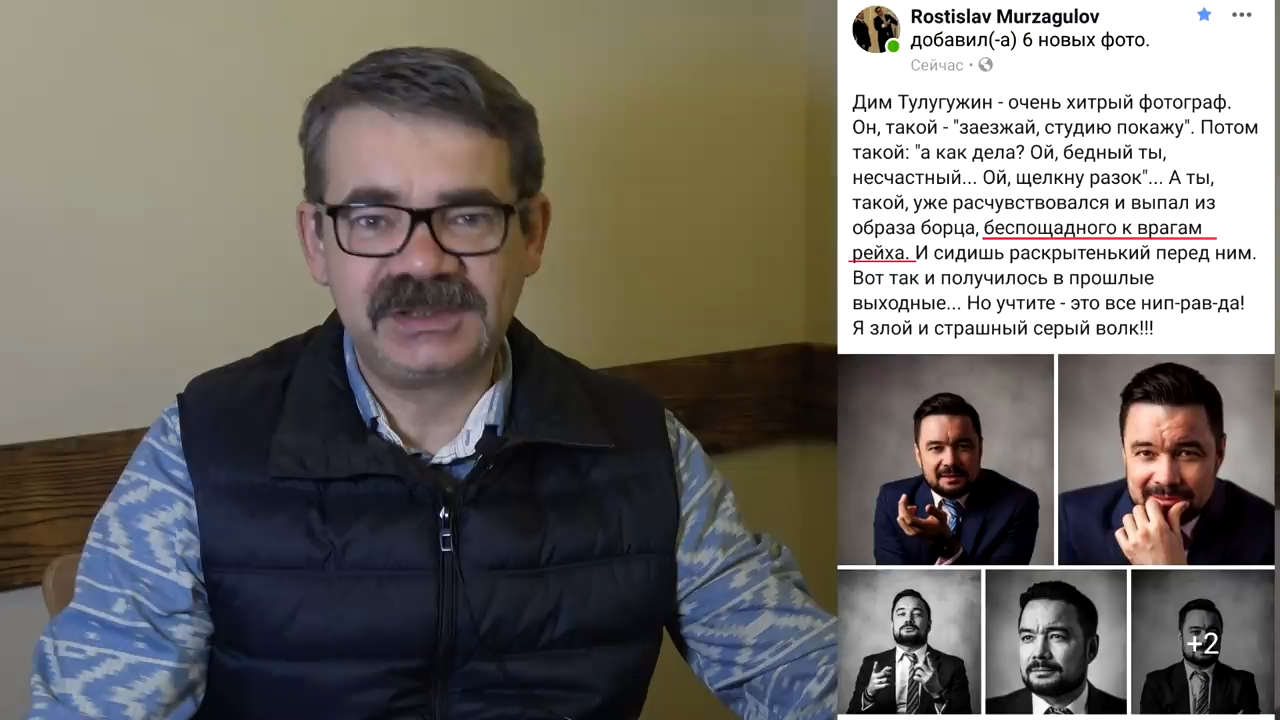 Rostislav Murzagulov
добавил(-а) 6 новых фото.
Сейчас
Дим Тулугужин - очень хитрый фотограф.
Он, такой - "заезжай, студию покажу". Потом
такой: "а как дела? Ой, бедный ты,
несчастный... Ой, щелкну разок"... А ты,
такой, уже расчувствовался и выпал из
образа борца, беспощадного к врагам
рейха. И сидишь раскрытенький перед ним.
Вот так и получилось в прошлые
выходные... Но учтите - это все нип-рав-да!
Я злой и страшный серый волк!!!
+2